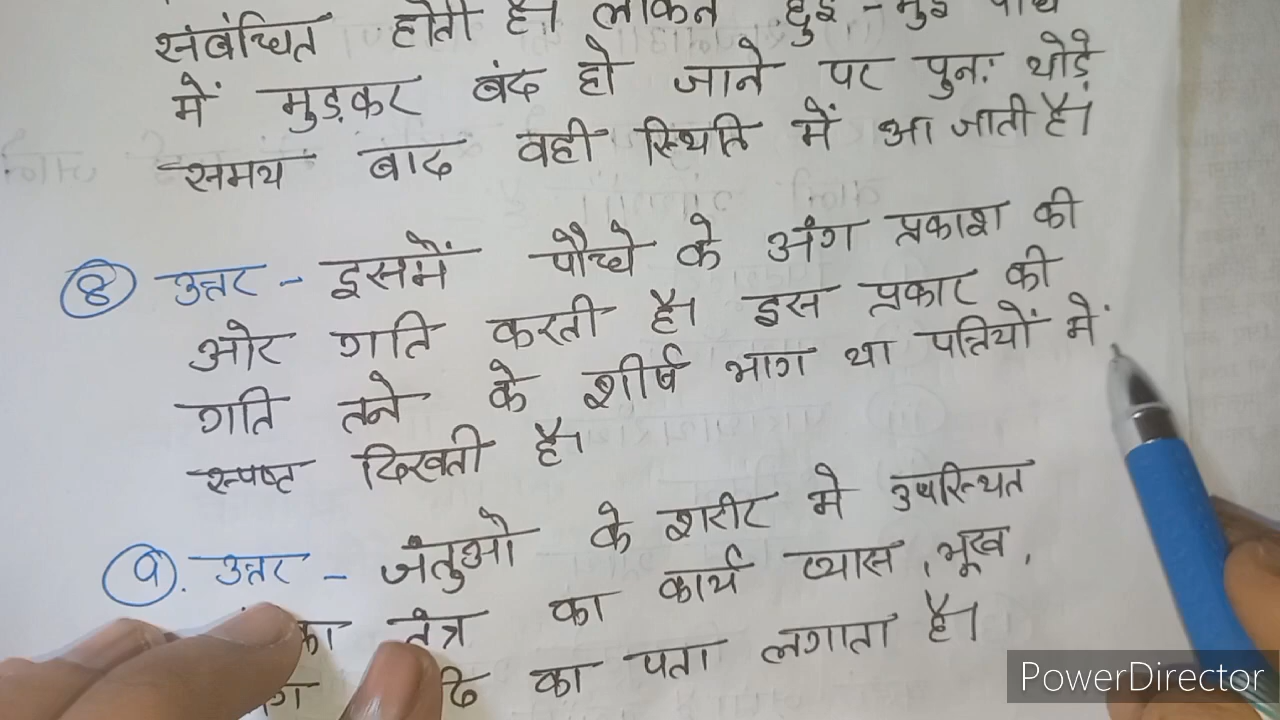 संबंधित होती है। लेकिन छुई - मुई पौधे
में मुड़कर बंद हो जाने पर पुनः थोड़े
समय बाद वही स्थिति में आ जाती है।
8 उत्तर - इसमें पौधे के अंग प्रकाश की
ओर गति करती है। इस प्रकार की
गति तने के शीर्ष भाग था पत्तियों में
स्पष्ट दिखती है।
9. उत्तर - जंतुओ के शरीर मे उपस्थित
का तंत्र का कार्य प्यास, भूख,
का पता लगाता है।
PowerDirector